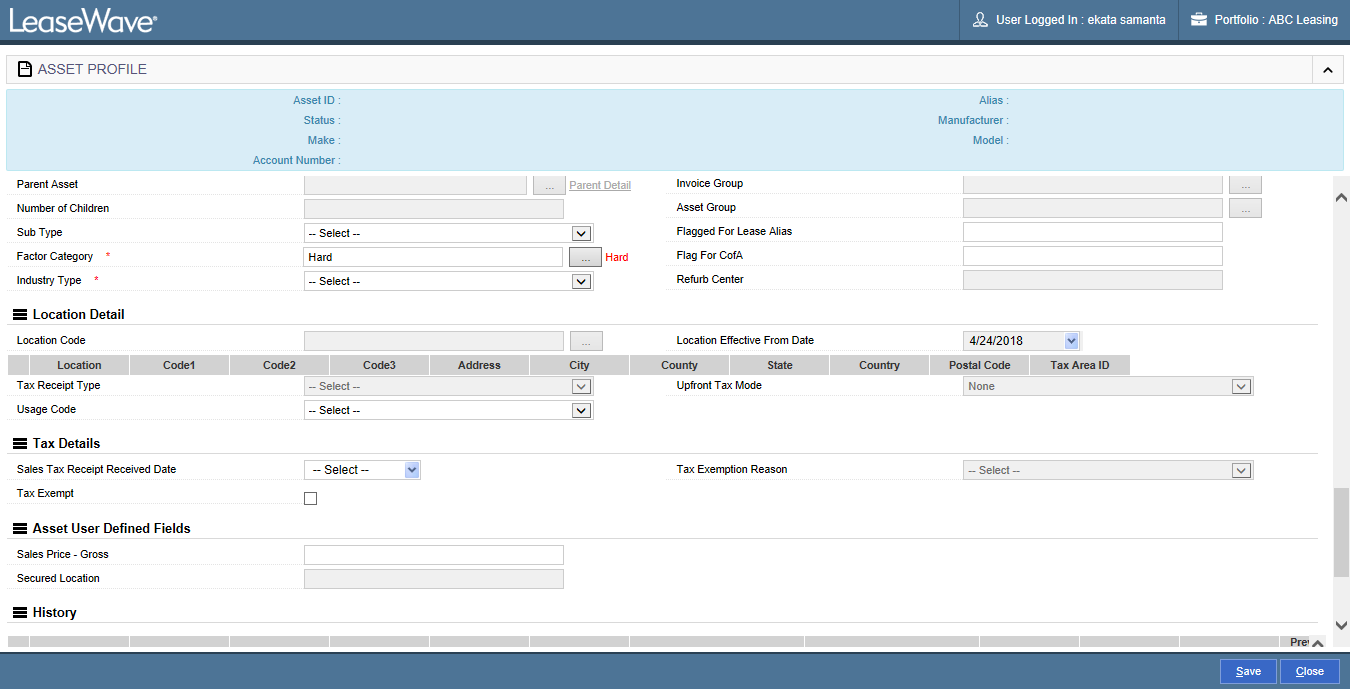 LeaseWave®
User Logged In : ekata samanta
Portfolio : ABC Leasing
ASSET PROFILE
Asset ID :
Alias :
Status :
Manufacturer :
Make :
Model :
Account Number :
Parent Asset ... Parent Detail
Invoice Group ...
Number of Children
Asset Group ...
Sub Type -- Select --
Flagged For Lease Alias
Factor Category * Hard ... Hard
Flag For CofA
Industry Type * -- Select --
Refurb Center
Location Detail
Location Code ...
Location Effective From Date 4/24/2018
Location Code1 Code2 Code3 Address City County State Country Postal Code Tax Area ID
Tax Receipt Type -- Select --
Upfront Tax Mode None
Usage Code -- Select --
Tax Details
Sales Tax Receipt Received Date -- Select --
Tax Exemption Reason -- Select --
Tax Exempt
Asset User Defined Fields
Sales Price - Gross
Secured Location
History
Save
Close